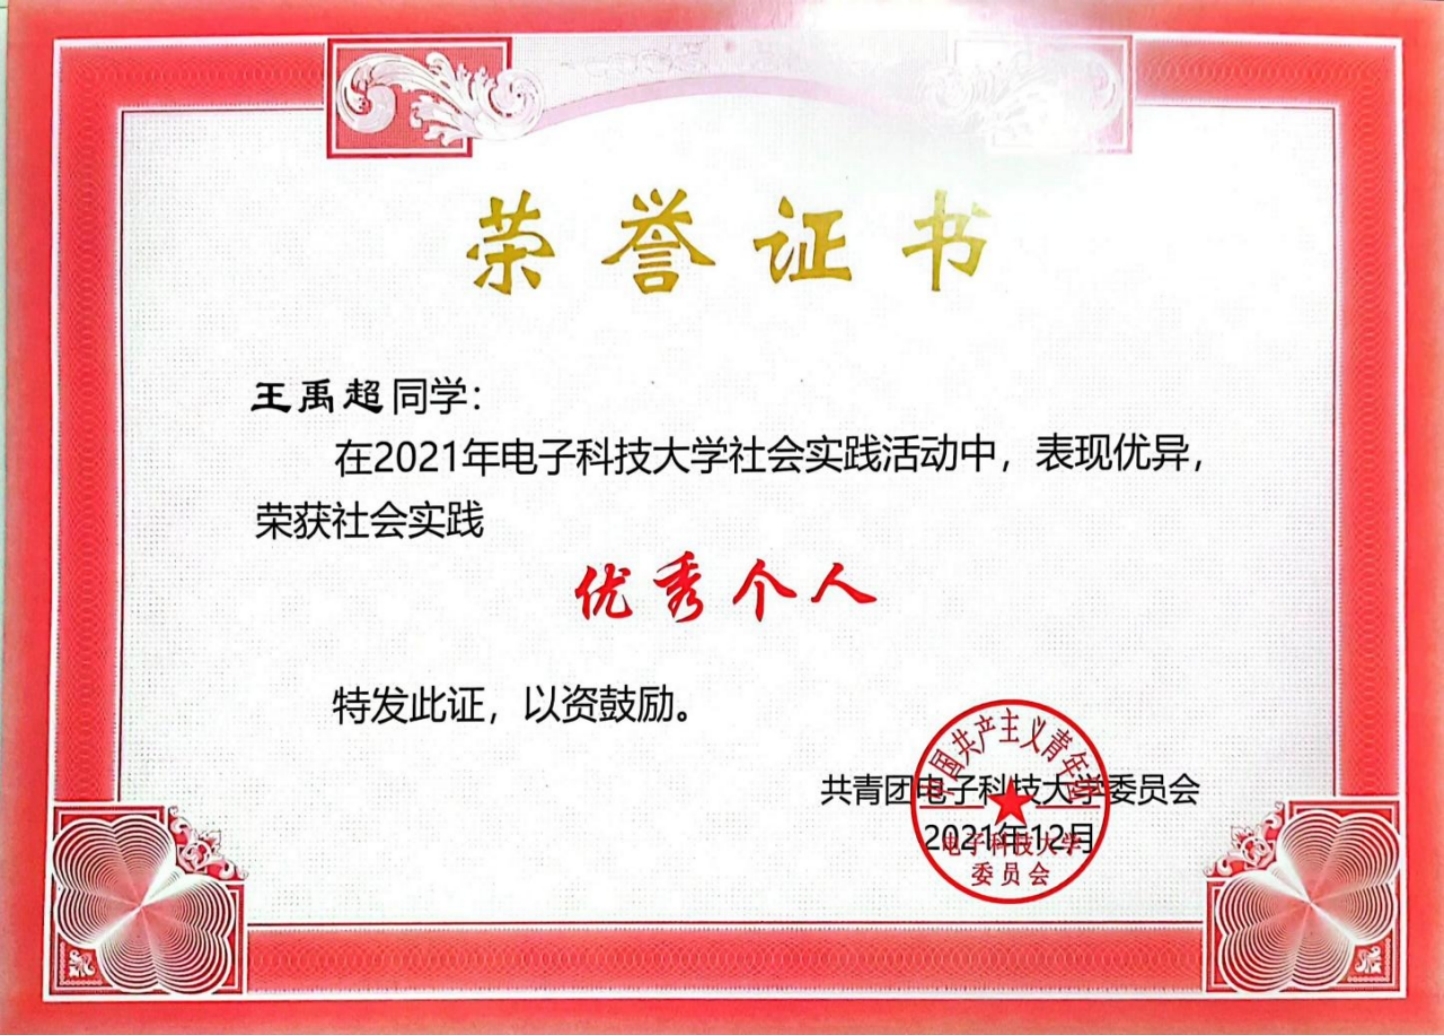 荣誉证书
王禹超同学：
在2021年电子科技大学社会实践活动中，表现优异，
荣获社会实践
优秀个人
特发此证，以资鼓励。
中国共产主义青年团
共青团电子科技大学委员会
2021年12月
电子科技大学
委员会